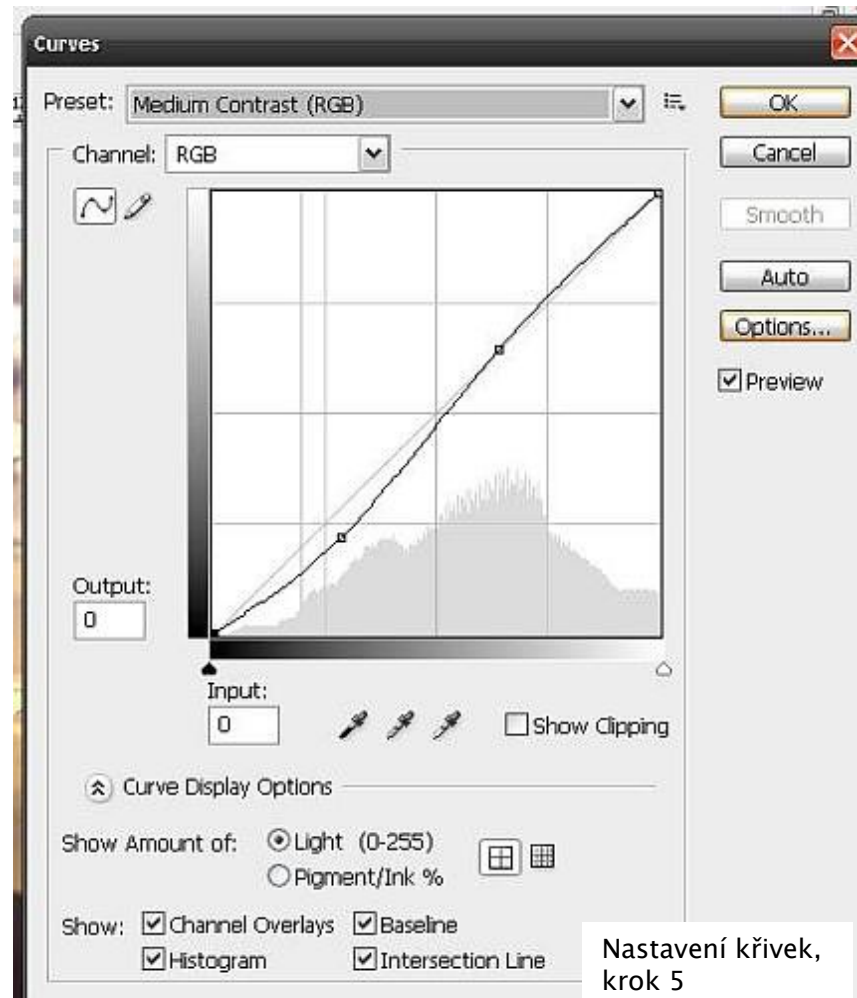 Curves
Preset: Medium Contrast (RGB)
OK
Channel: RGB
Cancel
Smooth
Auto
Options...
Preview
Output:
0
Input:
0
Show Clipping
Curve Display Options
Show Amount of: Light (0-255)
Pigment/Ink %
Show: Channel Overlays Baseline
Histogram Intersection Line
Nastavení křivek,
krok 5